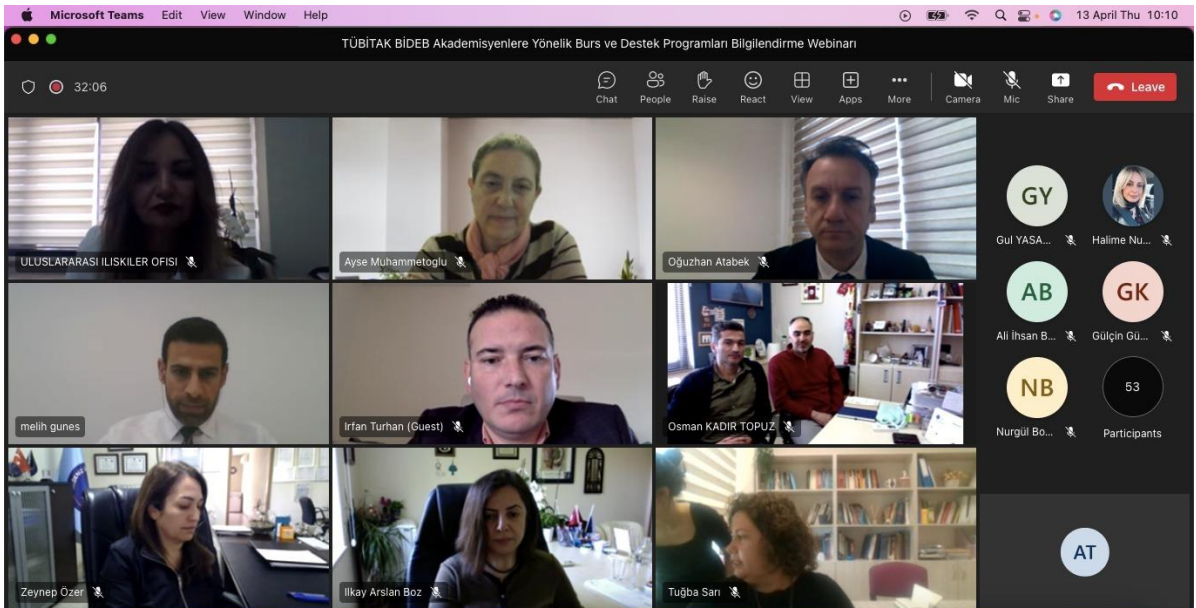 Microsoft Teams Edit View Window Help 13 April Thu 10:10
TÜBİTAK BİDEB Akademisyenlere Yönelik Burs ve Destek Programları Bilgilendirme Webinarı
32:06
Chat People Raise React View Apps More Camera Mic Share Leave
ULUSLARARASI ILISKILER OFISI
Ayse Muhammetoglu
Oğuzhan Atabek
GY
Gul YASA...
Halime Nu...
AB
Ali İhsan B...
GK
Gülçin Gü...
melih gunes
Irfan Turhan (Guest)
Osman KADIR TOPUZ
NB
Nurgül Bo...
53
Participants
Zeynep Özer
Ilkay Arslan Boz
Tuğba Sarı
AT